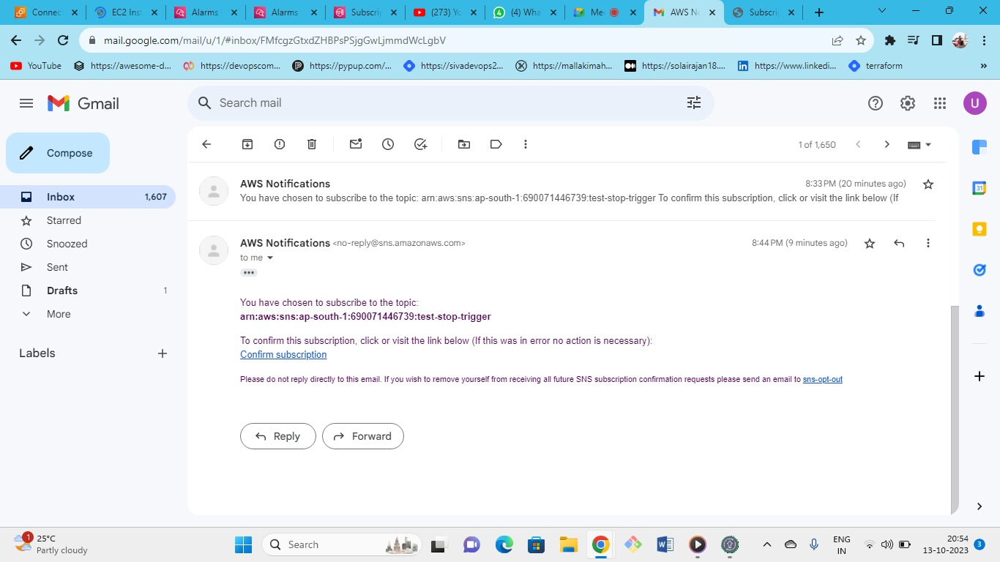 Connec
EC2 Inst
Alarms
Alarms
Subscrip
(273) Yo
(4) Wha
Mee
AWS No
Subscri
mail.google.com/mail/u/1/#inbox/FMfcgzGtxdZHBPsPSjgGwLjmmdWcLgbV
YouTube
https://awesome-d...
https://devopscom...
https://pypup.com/...
https://sivadevops2...
https://mallakimah...
https://solairajan18....
https://www.linkedi...
terraform
»
Gmail
Search mail
U
Compose
1 of 1,650
Inbox 1,607
Starred
Snoozed
Sent
Drafts 1
More
Labels
AWS Notifications 8:33 PM (20 minutes ago)
You have chosen to subscribe to the topic: arn:aws:sns:ap-south-1:690071446739:test-stop-trigger To confirm this subscription, click or visit the link below (If
AWS Notifications <no-reply@sns.amazonaws.com> 8:44 PM (9 minutes ago)
to me
You have chosen to subscribe to the topic:
arn:aws:sns:ap-south-1:690071446739:test-stop-trigger
To confirm this subscription, click or visit the link below (If this was in error no action is necessary):
Confirm subscription
Please do not reply directly to this email. If you wish to remove yourself from receiving all future SNS subscription confirmation requests please send an email to sns-opt-out
Reply
Forward
31
1
25°C
Partly cloudy
Search
ENG
IN
20:54
13-10-2023
3